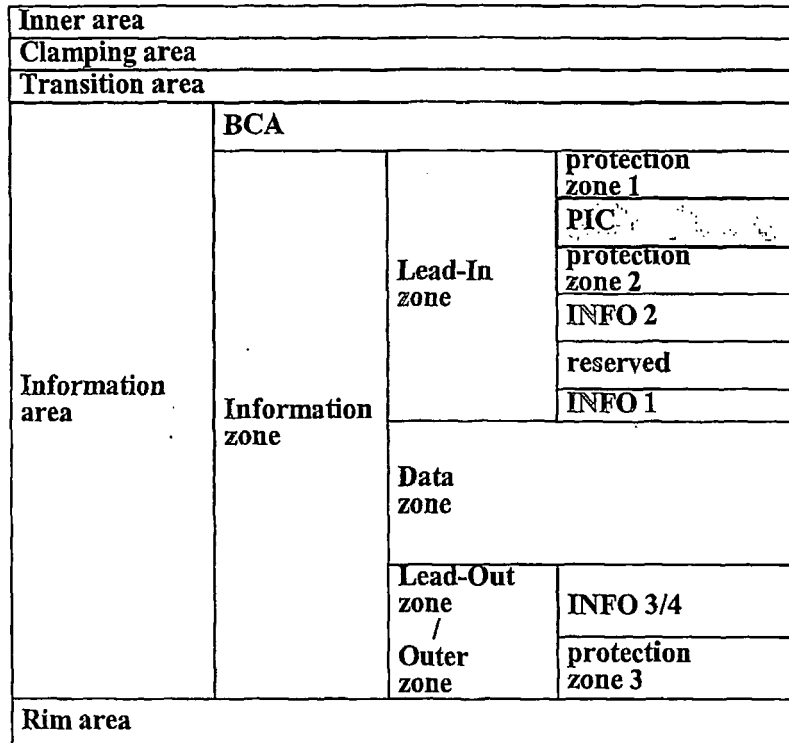 Inner area
Clamping area
Transition area
BCA
Information
area
Information
zone
Lead-In
zone
protection
zone 1
PIC
protection
zone 2
INFO 2
reserved
INFO 1
Data
zone
Lead-Out
zone
/
Outer
zone
INFO 3/4
protection
zone 3
Rim area